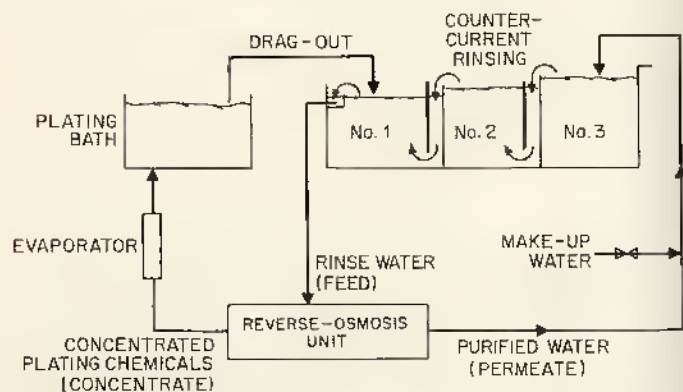 COUNTER-
CURRENT
RINSING
DRAG-OUT
PLATING
BATH
No. 1
No. 2
No. 3
EVAPORATOR
RINSE WATER
(FEED)
MAKE-UP
WATER
REVERSE-OSMOSIS
UNIT
CONCENTRATED
PLATING CHEMICALS
(CONCENTRATE)
PURIFIED WATER
(PERMEATE)